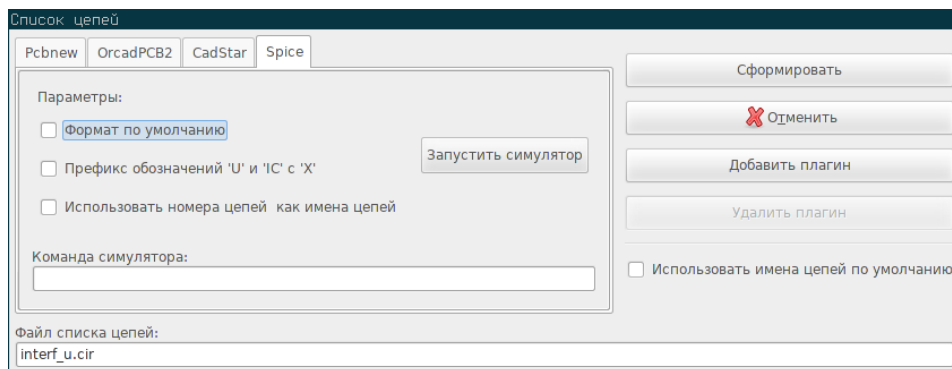 Список цепей
Pcbnew OrcadPCB2 CadStar Spice
Параметры:
Формат по умолчанию
Префикс обозначений 'U' и 'IC' с 'X'
Использовать номера цепей  как имена цепей
Запустить симулятор
Команда симулятора:
Сформировать
Отменить
Добавить плагин
Удалить плагин
Использовать имена цепей по умолчанию
Файл списка цепей:
interf_u.cir